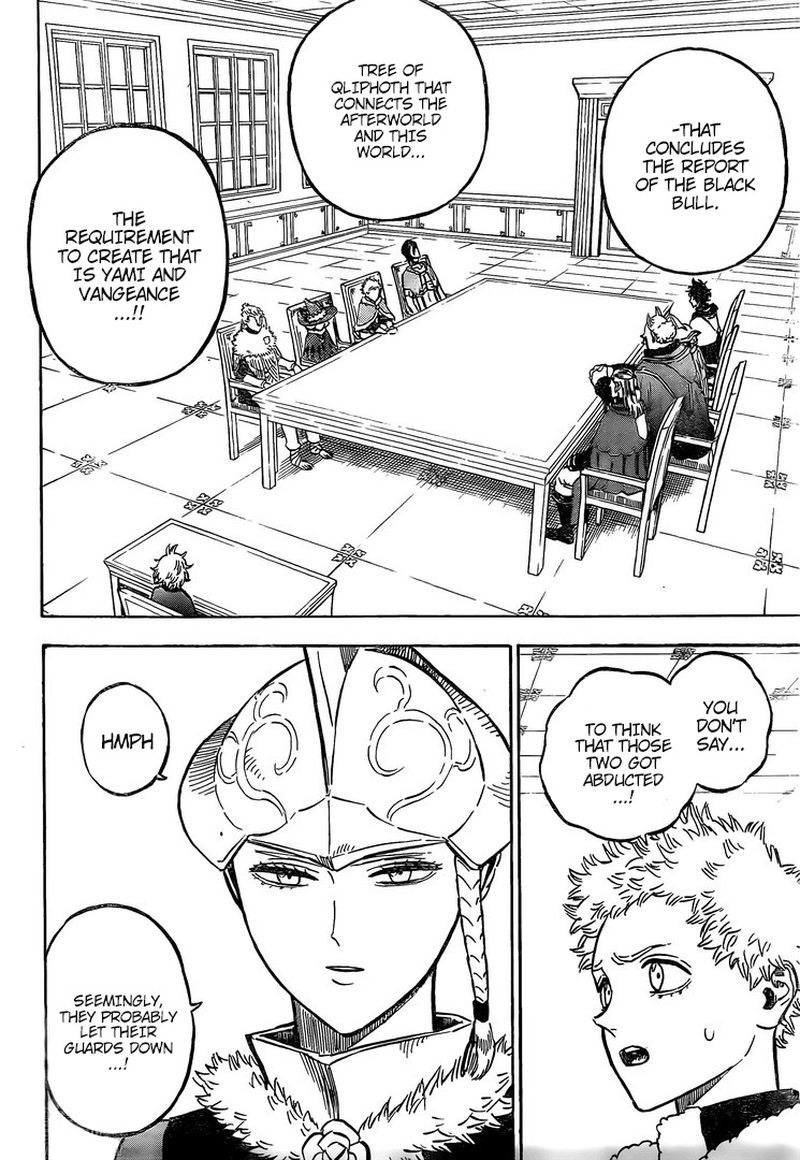 -THAT
CONCLUDES
THE REPORT
OF THE BLACK
BULL.
TREE OF
QLIPHOTH THAT
CONNECTS THE
AFTERWORLD
AND THIS
WORLD...
THE
REQUIREMENT
TO CREATE THAT
IS YAMI AND
VANGEANCE
...!!
YOU
DON'T
SAY...
TO THINK
THAT THOSE
TWO GOT
ABDUCTED
...!
HMPH
SEEMINGLY,
THEY PROBABLY
LET THEIR
GUARDS DOWN
...!